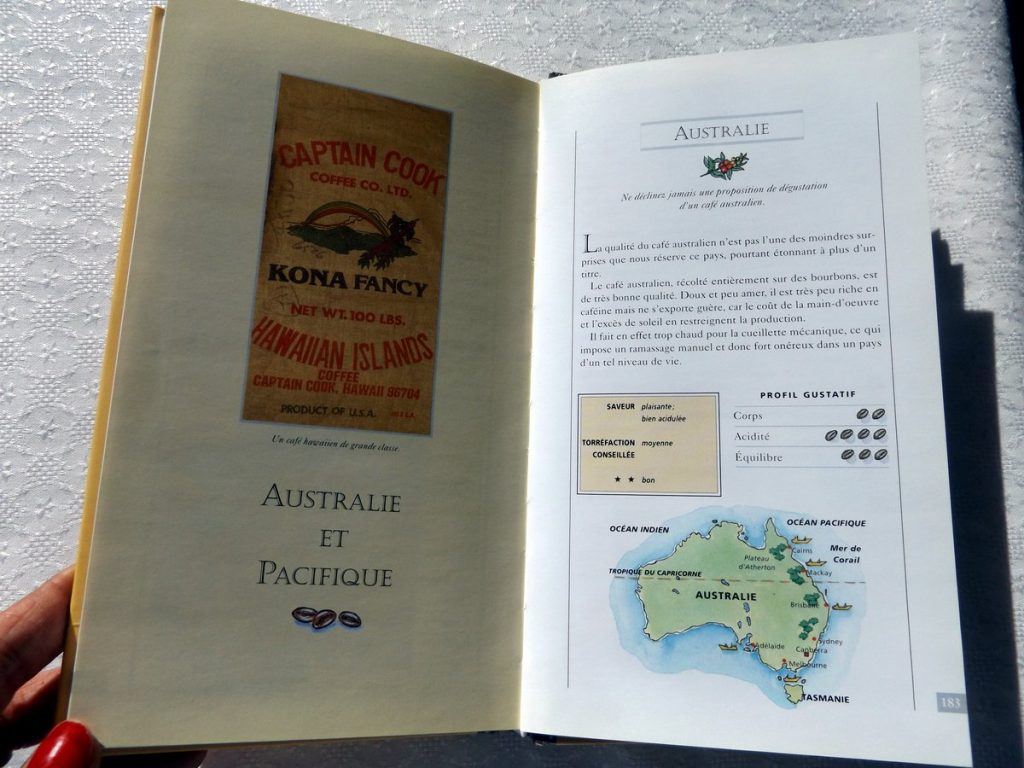 CAPTAIN COOK
COFFEE CO. LTD.
KONA FANCY
NET WT. 100 LBS.
HAWAIIAN ISLANDS
COFFEE
CAPTAIN COOK, HAWAII 96704
PRODUCT OF U.S.A.
Un café hawaiien de grande classe.
AUSTRALIE
ET
PACIFIQUE
AUSTRALIE
Ne déclinez jamais une proposition de dégustation
d'un café australien.
La qualité du café australien n'est pas l'une des moindres sur-
prises que nous réserve ce pays, pourtant étonnant à plus d'un
titre.
Le café australien, récolté entièrement sur des bourbons, est
de très bonne qualité. Doux et peu amer, il est très peu riche en
caféine mais ne s'exporte guère, car le coût de la main-d'oeuvre
et l'excès de soleil en restreignent la production.
Il fait en effet trop chaud pour la cueillette mécanique, ce qui
impose un ramassage manuel et donc fort onéreux dans un pays
d'un tel niveau de vie.
SAVEUR plaisante;
bien acidulée
TORRÉFACTION moyenne
CONSEILLÉE
★ ★ bon
PROFIL GUSTATIF
Corps
Acidité
Équilibre
OCÉAN INDIEN
OCÉAN PACIFIQUE
Mer de
Corail
Cairns
Plateau
d'Atherton
Mackay
TROPIQUE DU CAPRICORNE
AUSTRALIE
Brisbane
Sydney
Adélaide
Canberra
Melbourne
TASMANIE
183